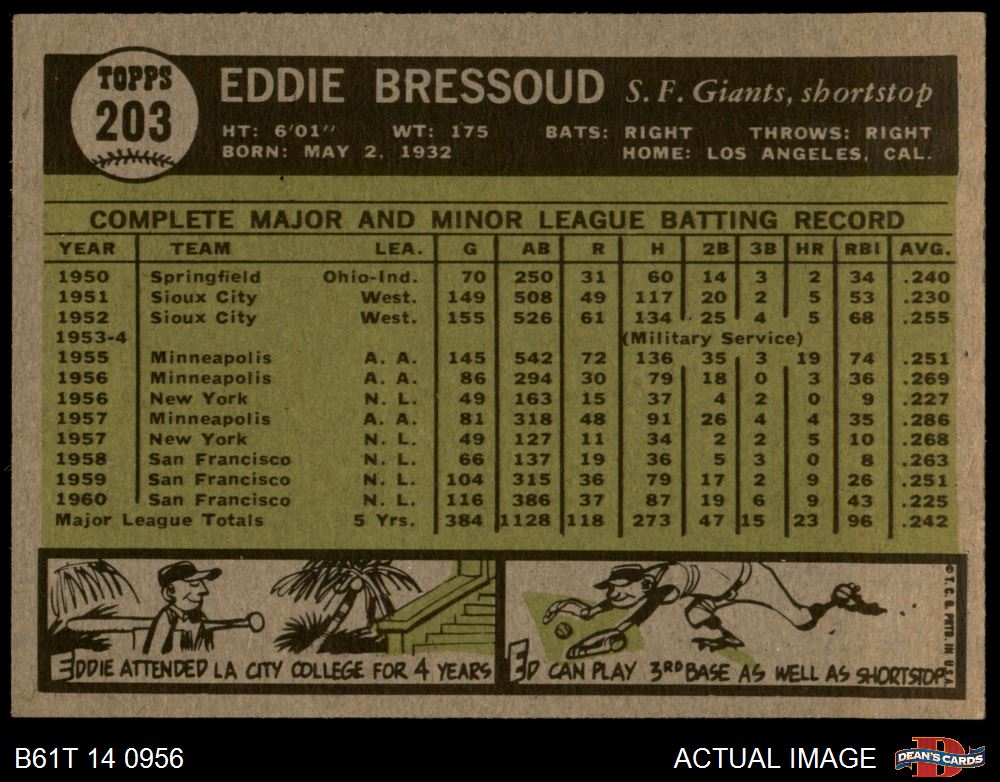 TOPPS
203
EDDIE BRESSOUD S. F. Giants, shortstop
HT: 6'01" WT: 175 BATS: RIGHT THROWS: RIGHT
BORN: MAY 2, 1932 HOME: LOS ANGELES, CAL.
COMPLETE MAJOR AND MINOR LEAGUE BATTING RECORD
YEAR TEAM LEA. G AB R H 2B 3B HR RBI AVG.
1950 Springfield Ohio-Ind. 70 250 31 60 14 3 2 34 .240
1951 Sioux City West. 149 508 49 117 20 2 5 53 .230
1952 Sioux City West. 155 526 61 134 25 4 5 68 .255
1953-4 (Military Service)
1955 Minneapolis A. A. 145 542 72 136 35 3 19 74 .251
1956 Minneapolis A. A. 86 294 30 79 18 0 3 36 .269
1956 New York N. L. 49 163 15 37 4 2 0 9 .227
1957 Minneapolis A. A. 81 318 48 91 26 4 4 35 .286
1957 New York N. L. 49 127 11 34 2 2 5 10 .268
1958 San Francisco N. L. 66 137 19 36 5 3 0 8 .263
1959 San Francisco N. L. 104 315 36 79 17 2 9 26 .251
1960 San Francisco N. L. 116 386 37 87 19 6 9 43 .225
Major League Totals 5 Yrs. 384 1128 118 273 47 15 23 96 .242
EDDIE ATTENDED LA CITY COLLEGE FOR 4 YEARS
ED CAN PLAY 3RD BASE AS WELL AS SHORTSTOP!
© T. C. G. PRTD. IN
B61T 14 0956
ACTUAL IMAGE
D
DEAN'S CARDS